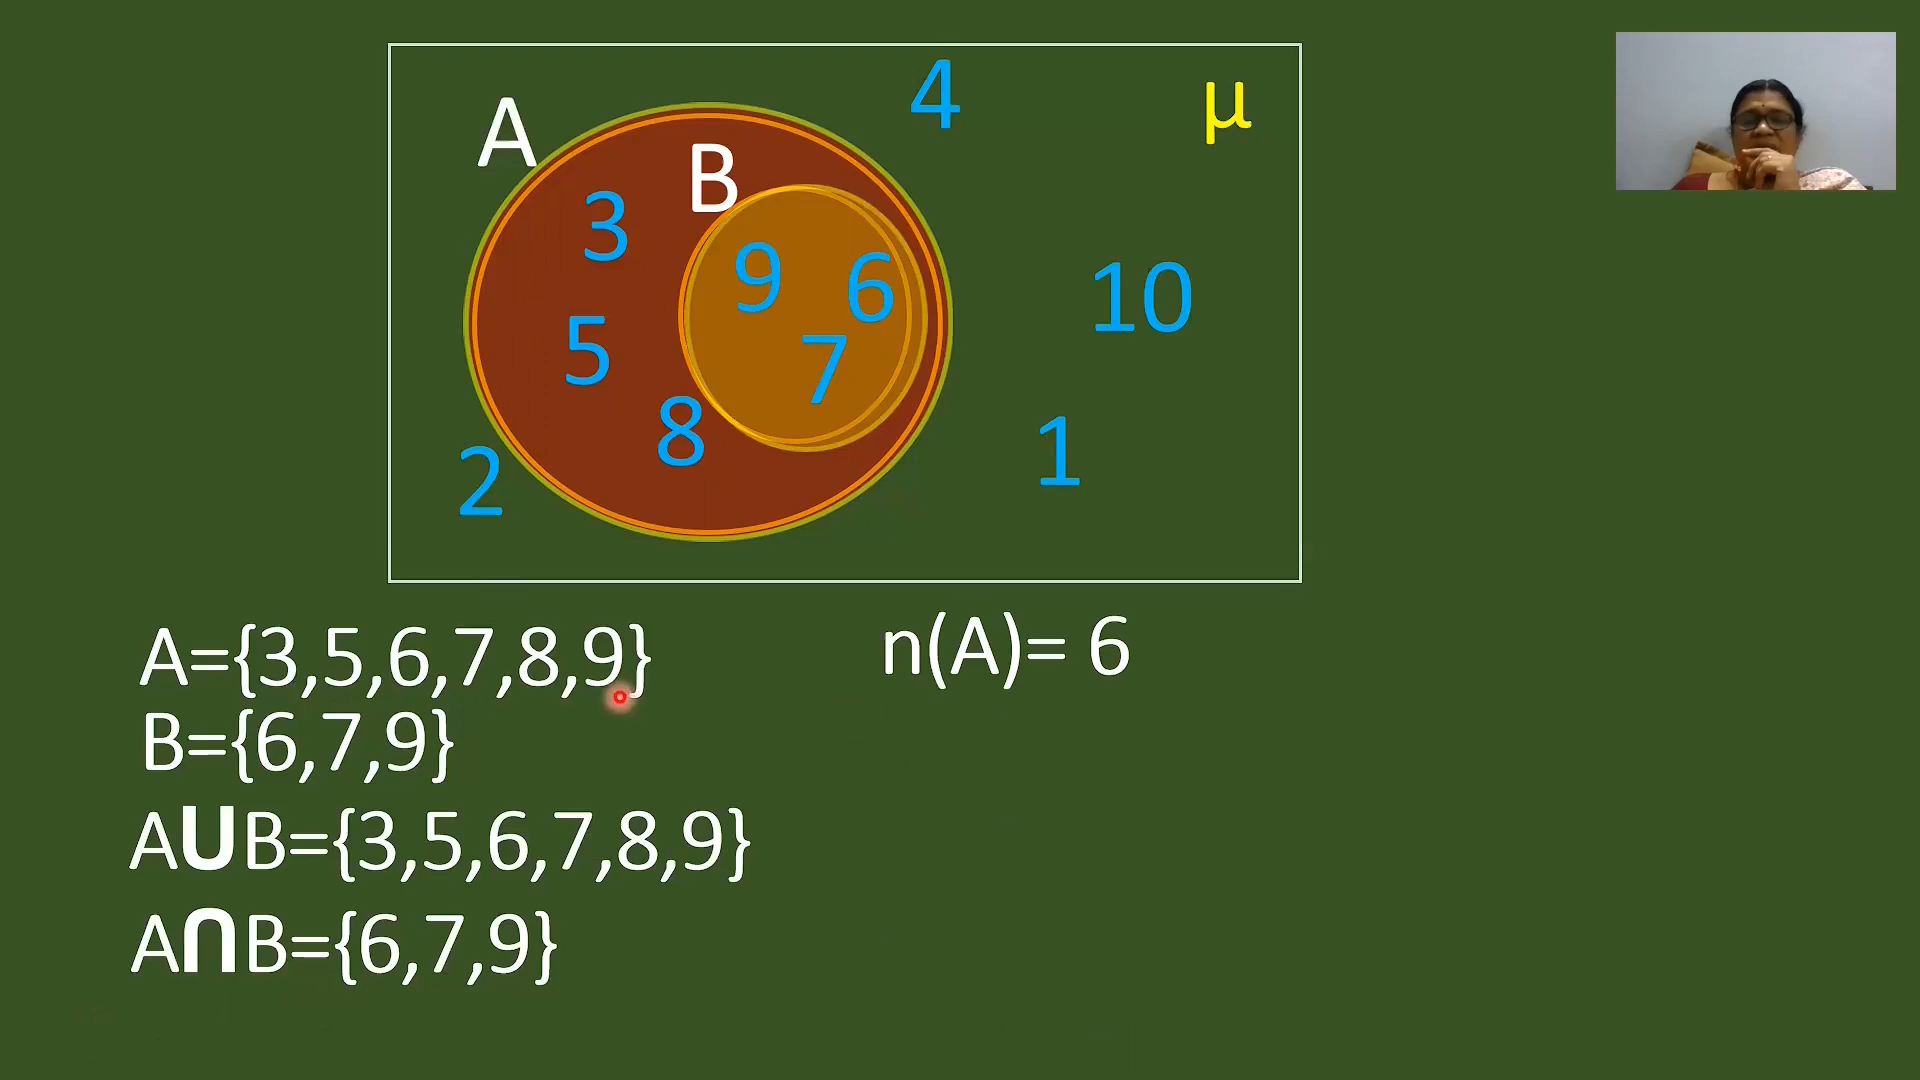 4
μ
A
B
3
9
6
10
5
7
8
1
2
A={3,5,6,7,8,9}
n(A)= 6
B={6,7,9}
A∪B={3,5,6,7,8,9}
A∩B={6,7,9}